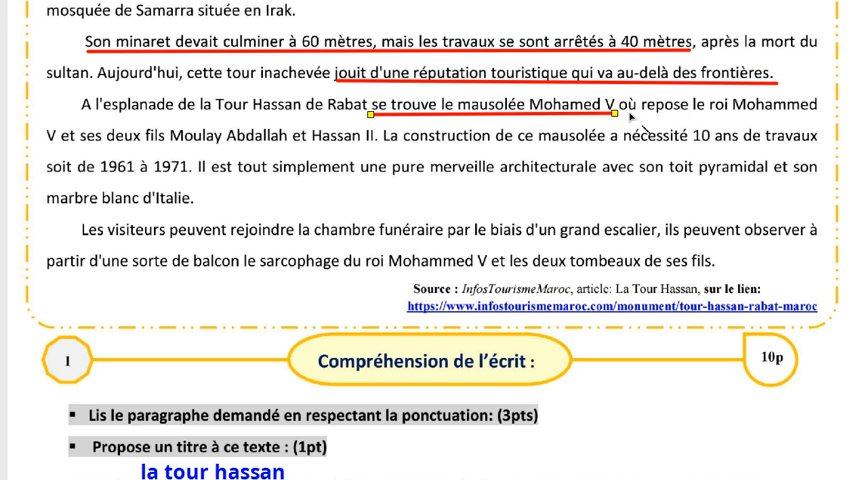 mosquée de Samarra située en Irak.
Son minaret devait culminer à 60 mètres, mais les travaux se sont arrêtés à 40 mètres, après la mort du
sultan. Aujourd'hui, cette tour inachevée jouit d'une réputation touristique qui va au-delà des frontières.
A l'esplanade de la Tour Hassan de Rabat se trouve le mausolée Mohamed V où repose le roi Mohammed
V et ses deux fils Moulay Abdallah et Hassan II. La construction de ce mausolée a nécessité 10 ans de travaux
soit de 1961 à 1971. Il est tout simplement une pure merveille architecturale avec son toit pyramidal et son
marbre blanc d'Italie.
Les visiteurs peuvent rejoindre la chambre funéraire par le biais d'un grand escalier, ils peuvent observer à
partir d'une sorte de balcon le sarcophage du roi Mohammed V et les deux tombeaux de ses fils.
Source : InfosTourismeMaroc, article: La Tour Hassan, sur le lien:
https://www.infostourismemaroc.com/monument/tour-hassan-rabat-maroc
I
Compréhension de l'écrit :
10p
▪ Lis le paragraphe demandé en respectant la ponctuation: (3pts)
▪ Propose un titre à ce texte : (1pt)
la tour hassan